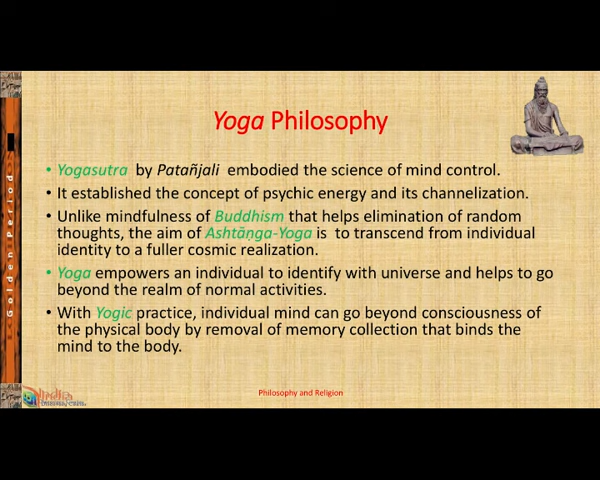 Yoga Philosophy
• Yogasutra by Patañjali embodied the science of mind control.
• It established the concept of psychic energy and its channelization.
• Unlike mindfulness of Buddhism that helps elimination of random
thoughts, the aim of Ashtāṇga-Yoga is to transcend from individual
identity to a fuller cosmic realization.
• Yoga empowers an individual to identify with universe and helps to go
beyond the realm of normal activities.
• With Yogic practice, individual mind can go beyond consciousness of
the physical body by removal of memory collection that binds the
mind to the body.
Golden Period
Philosophy and Religion